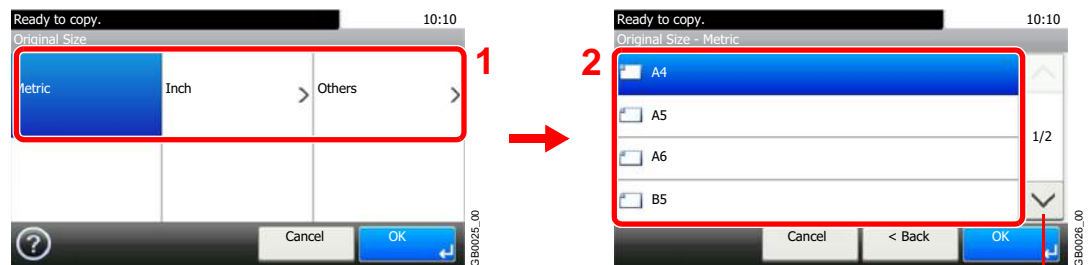 Ready to copy. 10:10
Original Size
Metric Inch Others
1
Cancel OK
GB0025_00
Ready to copy. 10:10
Original Size - Metric
2
A4
A5
1/2
A6
B5
Cancel < Back OK
GB0026_00